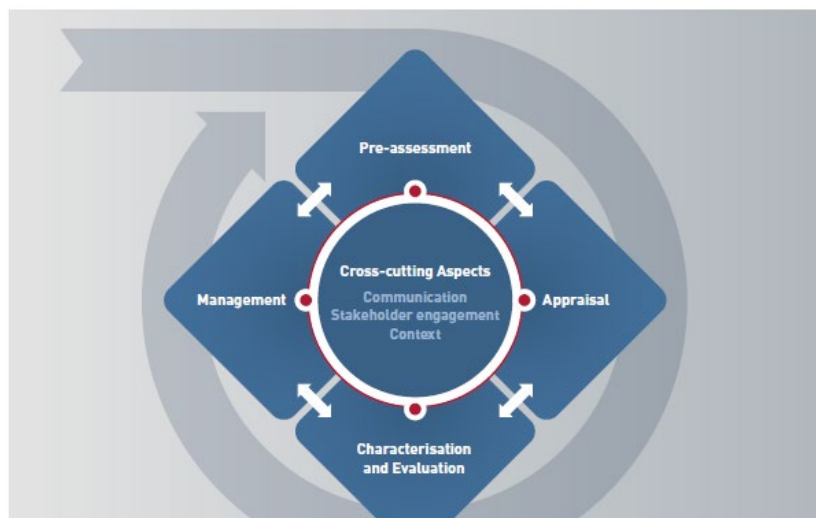 Pre-assessment
Cross-cutting Aspects
Management
Communication
Appraisal
Stakeholder engagement
Context
Characterisation
and Evaluation